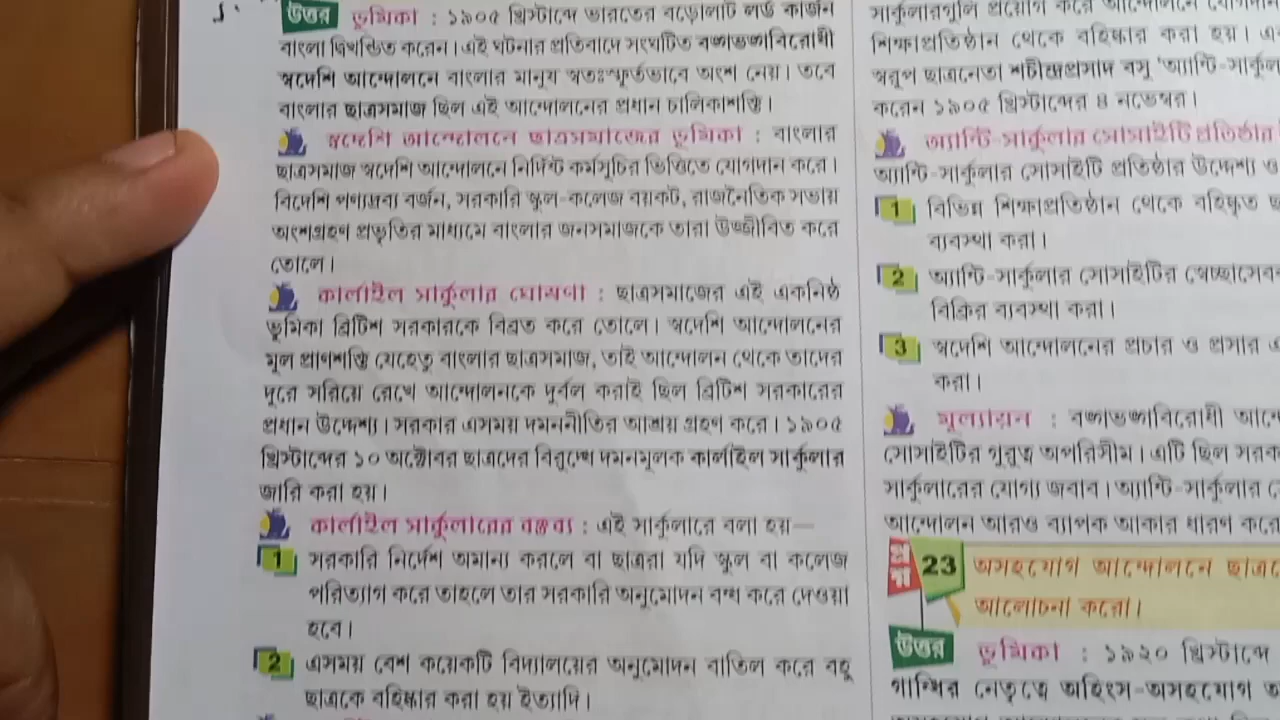 উত্তর ভূমিকা : ১৯০৫ খ্রিস্টাব্দে ভারতের বড়োলাট লর্ড কার্জন
বাংলা দ্বিখণ্ডিত করেন। এই ঘটনার প্রতিবাদে সংঘটিত বঙ্গভঙ্গবিরোধী
স্বদেশি আন্দোলনে বাংলার মানুষ স্বতঃস্ফূর্তভাবে অংশ নেয়। তবে
বাংলার ছাত্রসমাজ ছিল এই আন্দোলনের প্রধান চালিকাশক্তি।
স্বদেশি আন্দোলনে ছাত্রসমাজের ভূমিকা : বাংলার
ছাত্রসমাজ স্বদেশি আন্দোলনে নির্দিষ্ট কর্মসূচির ভিত্তিতে যোগদান করে।
বিদেশি পণ্যদ্রব্য বর্জন, সরকারি স্কুল-কলেজ বয়কট, রাজনৈতিক সভায়
অংশগ্রহণ প্রভৃতির মাধ্যমে বাংলার জনসমাজকে তারা উজ্জীবিত করে
তোলে।
কার্লাইল সার্কুলার ঘোষণা : ছাত্রসমাজের এই একনিষ্ঠ
ভূমিকা ব্রিটিশ সরকারকে বিব্রত করে তোলে। স্বদেশি আন্দোলনের
মূল প্রাণশক্তি যেহেতু বাংলার ছাত্রসমাজ, তাই আন্দোলন থেকে তাদের
দূরে সরিয়ে রেখে আন্দোলনকে দুর্বল করাই ছিল ব্রিটিশ সরকারের
প্রধান উদ্দেশ্য। সরকার এসময় দমননীতির আশ্রয় গ্রহণ করে। ১৯০৫
খ্রিস্টাব্দের ১০ অক্টোবর ছাত্রদের বিরুদ্ধে দমনমূলক কার্লাইল সার্কুলার
জারি করা হয়।
কার্লাইল সার্কুলারের বক্তব্য : এই সার্কুলারে বলা হয়—
1 সরকারি নির্দেশ অমান্য করলে বা ছাত্ররা যদি স্কুল বা কলেজ
পরিত্যাগ করে তাহলে তার সরকারি অনুমোদন বন্ধ করে দেওয়া
হবে।
2 এসময় বেশ কয়েকটি বিদ্যালয়ের অনুমোদন বাতিল করে বহু
ছাত্রকে বহিষ্কার করা হয় ইত্যাদি।
সার্কুলারগুলি প্রয়োগ করে আন্দোলনে
শিক্ষাপ্রতিষ্ঠান থেকে বহিষ্কার করা হয়।
স্বরূপ ছাত্রনেতা শচীন্দ্রপ্রসাদ বসু 'অ্যান্টি-সার্কুল
করেন ১৯০৫ খ্রিস্টাব্দের ৪ নভেম্বর।
অ্যান্টি-সার্কুলার সোসাইটি প্রতিষ্ঠার
অ্যান্টি-সার্কুলার সোসাইটি প্রতিষ্ঠার উদ্দেশ্য ও
1 বিভিন্ন শিক্ষাপ্রতিষ্ঠান থেকে বহিষ্কৃত ছ
ব্যবস্থা করা।
2 অ্যান্টি-সার্কুলার সোসাইটির স্বেচ্ছাসেবক
বিক্রির ব্যবস্থা করা।
3 স্বদেশি আন্দোলনের প্রচার ও প্রসার
করা।
মূল্যায়ন : বঙ্গভঙ্গবিরোধী আন্দে
সোসাইটির গুরুত্ব অপরিসীম। এটি ছিল সরক
সার্কুলারের যোগ্য জবাব। অ্যান্টি-সার্কুলার
আন্দোলন আরও ব্যাপক আকার ধারণ করে
প্রশ্ন 23 অসহযোগ আন্দোলনে ছাত্রদে
আলোচনা করো।
উত্তর ভূমিকা : ১৯২০ খ্রিস্টাব্দে
গান্ধির নেতৃত্বে অহিংস-অসহযোগ